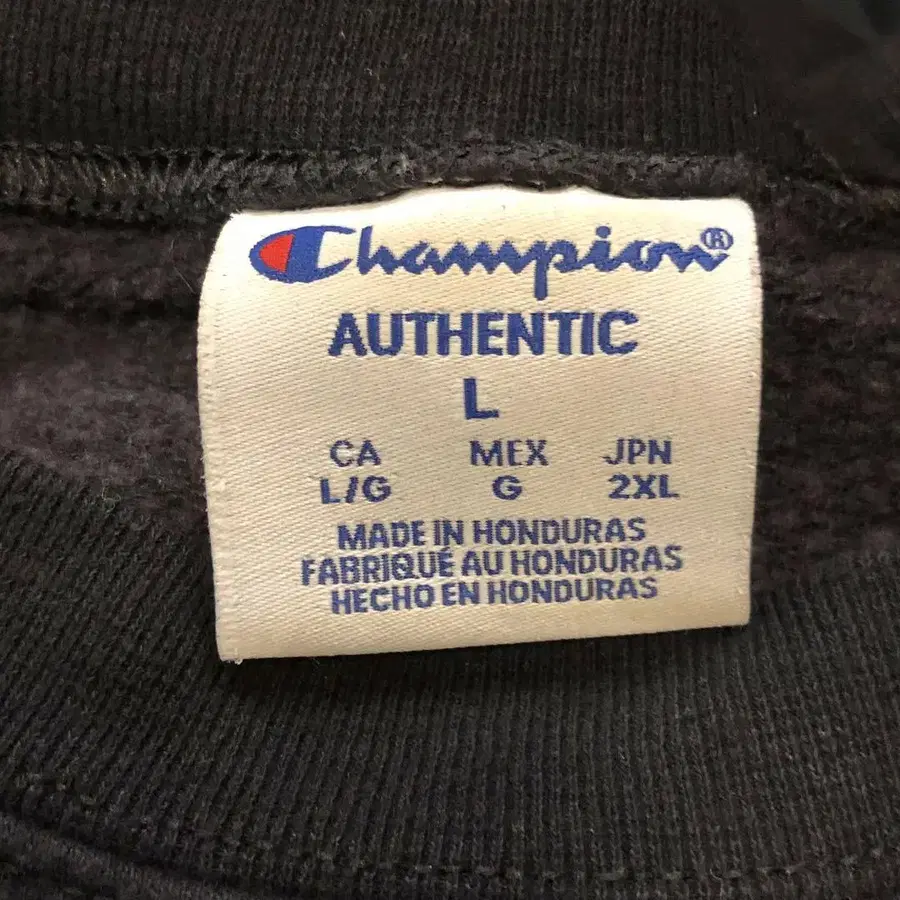 Champion®
AUTHENTIC
L
CA MEX JPN
L/G G 2XL
MADE IN HONDURAS
FABRIQUÉ AU HONDURAS
HECHO EN HONDURAS